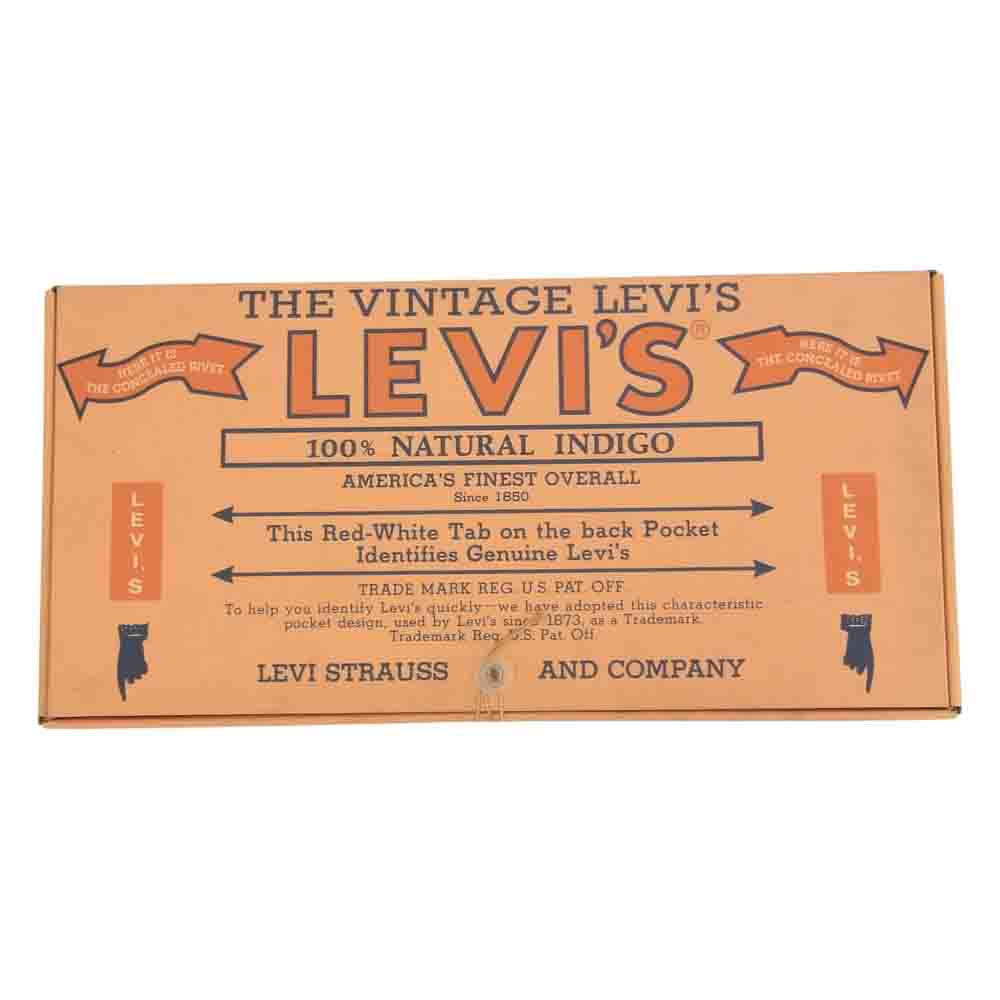 THE VINTAGE LEVI'S
LEVI'S®
HERE IT IS
THE CONCEALED RIVET
HERE IT IS
THE CONCEALED RIVET
100% NATURAL INDIGO
AMERICA'S FINEST OVERALL
Since 1850
LEVI'S
LEVI'S
This Red-White Tab on the back Pocket
Identifies Genuine Levi's
TRADE MARK REG. U.S. PAT. OFF
To help you identify Levi's quickly—we have adopted this characteristic
pocket design, used by Levi's since 1873, as a Trademark.
Trademark Reg. U.S. Pat. Off
LEVI STRAUSS AND COMPANY